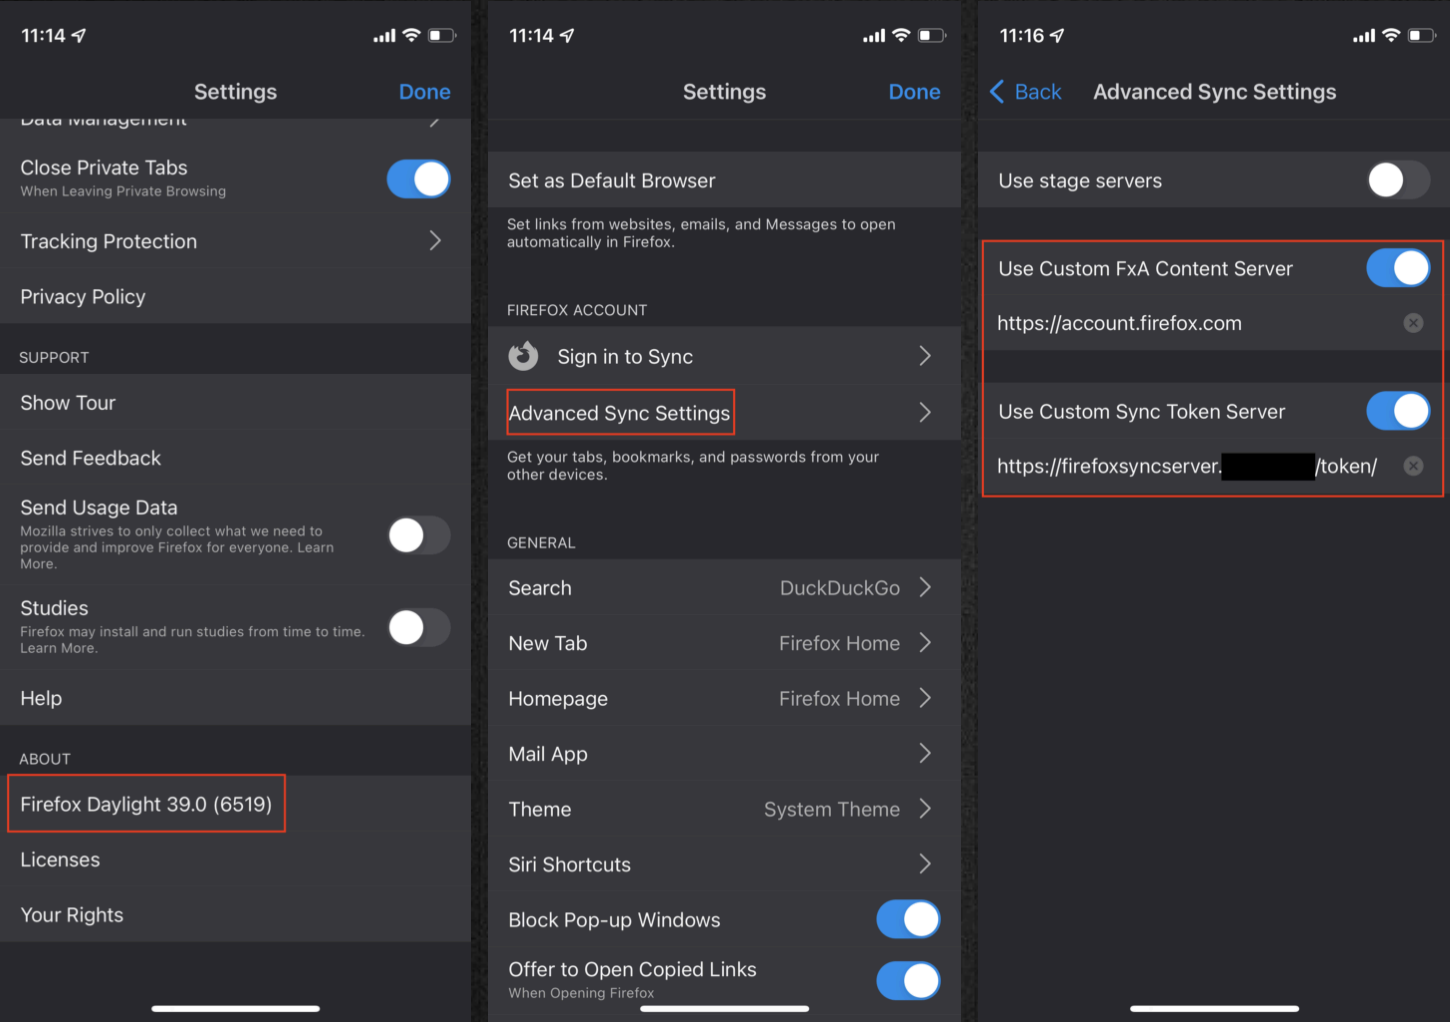 11:14
Settings
Done
Data Management
Close Private Tabs
When Leaving Private Browsing
Tracking Protection
Privacy Policy
SUPPORT
Show Tour
Send Feedback
Send Usage Data
Mozilla strives to only collect what we need to
provide and improve Firefox for everyone. Learn
More.
Studies
Firefox may install and run studies from time to time.
Learn More.
Help
ABOUT
Firefox Daylight 39.0 (6519)
Licenses
Your Rights
11:14
Settings
Done
Set as Default Browser
Set links from websites, emails, and Messages to open
automatically in Firefox.
FIREFOX ACCOUNT
Sign in to Sync
Advanced Sync Settings
Get your tabs, bookmarks, and passwords from your
other devices.
GENERAL
Search DuckDuckGo
New Tab Firefox Home
Homepage Firefox Home
Mail App
Theme System Theme
Siri Shortcuts
Block Pop-up Windows
Offer to Open Copied Links
When Opening Firefox
11:16
Back
Advanced Sync Settings
Use stage servers
Use Custom FxA Content Server
https://account.firefox.com
Use Custom Sync Token Server
https://firefoxsyncserver. /token/